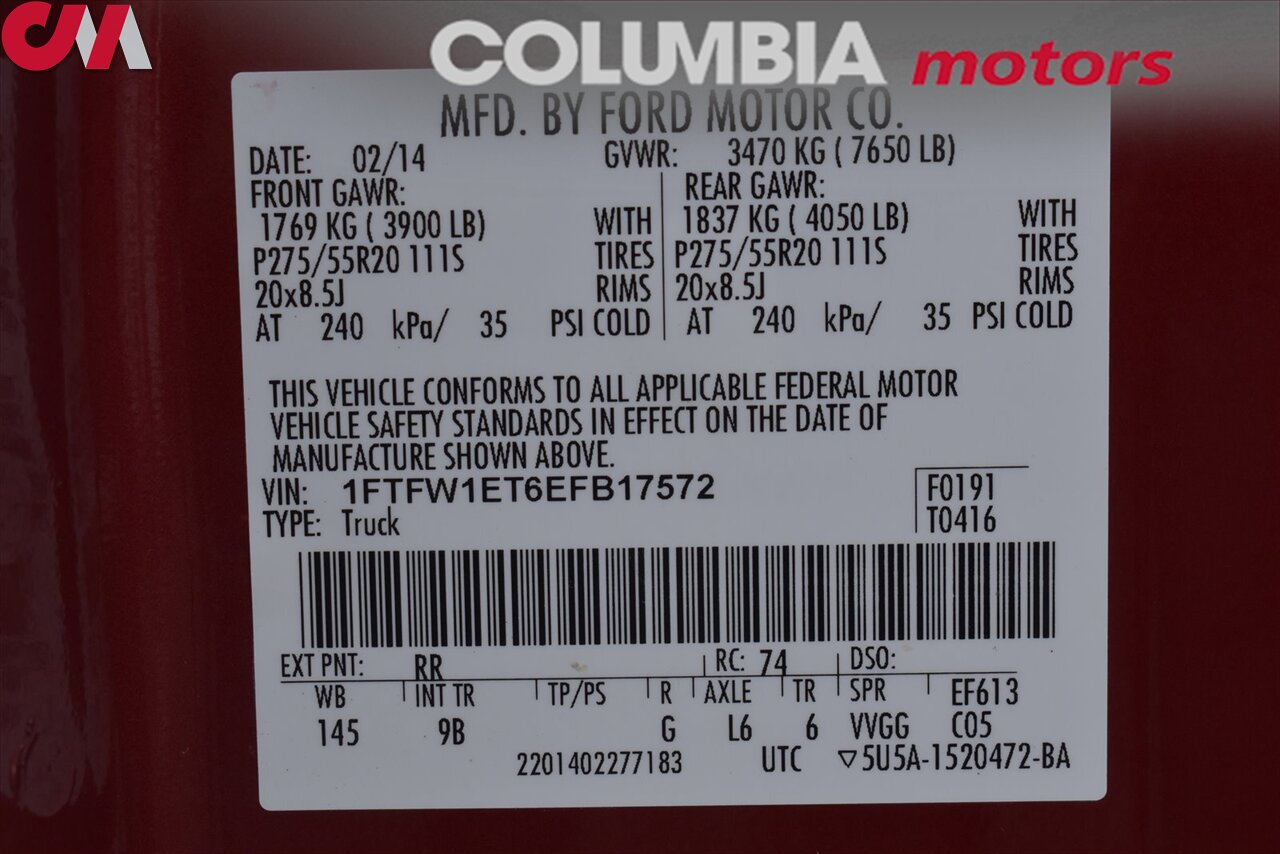 CM
COLUMBIA motors
MFD. BY FORD MOTOR CO.
DATE: 02/14 GVWR: 3470 KG ( 7650 LB)
FRONT GAWR: REAR GAWR:
1769 KG ( 3900 LB) WITH 1837 KG ( 4050 LB) WITH
P275/55R20 111S TIRES P275/55R20 111S TIRES
20x8.5J RIMS 20x8.5J RIMS
AT 240 kPa/ 35 PSI COLD AT 240 kPa/ 35 PSI COLD
THIS VEHICLE CONFORMS TO ALL APPLICABLE FEDERAL MOTOR
VEHICLE SAFETY STANDARDS IN EFFECT ON THE DATE OF
MANUFACTURE SHOWN ABOVE.
VIN: 1FTFW1ET6EFB17572 F0191
TYPE: Truck T0416
EXT PNT: RR RC: 74 DSO:
WB INT TR TP/PS R AXLE TR SPR EF613
145 9B G L6 6 VVGG C05
2201402277183 UTC ▽5U5A-1520472-BA